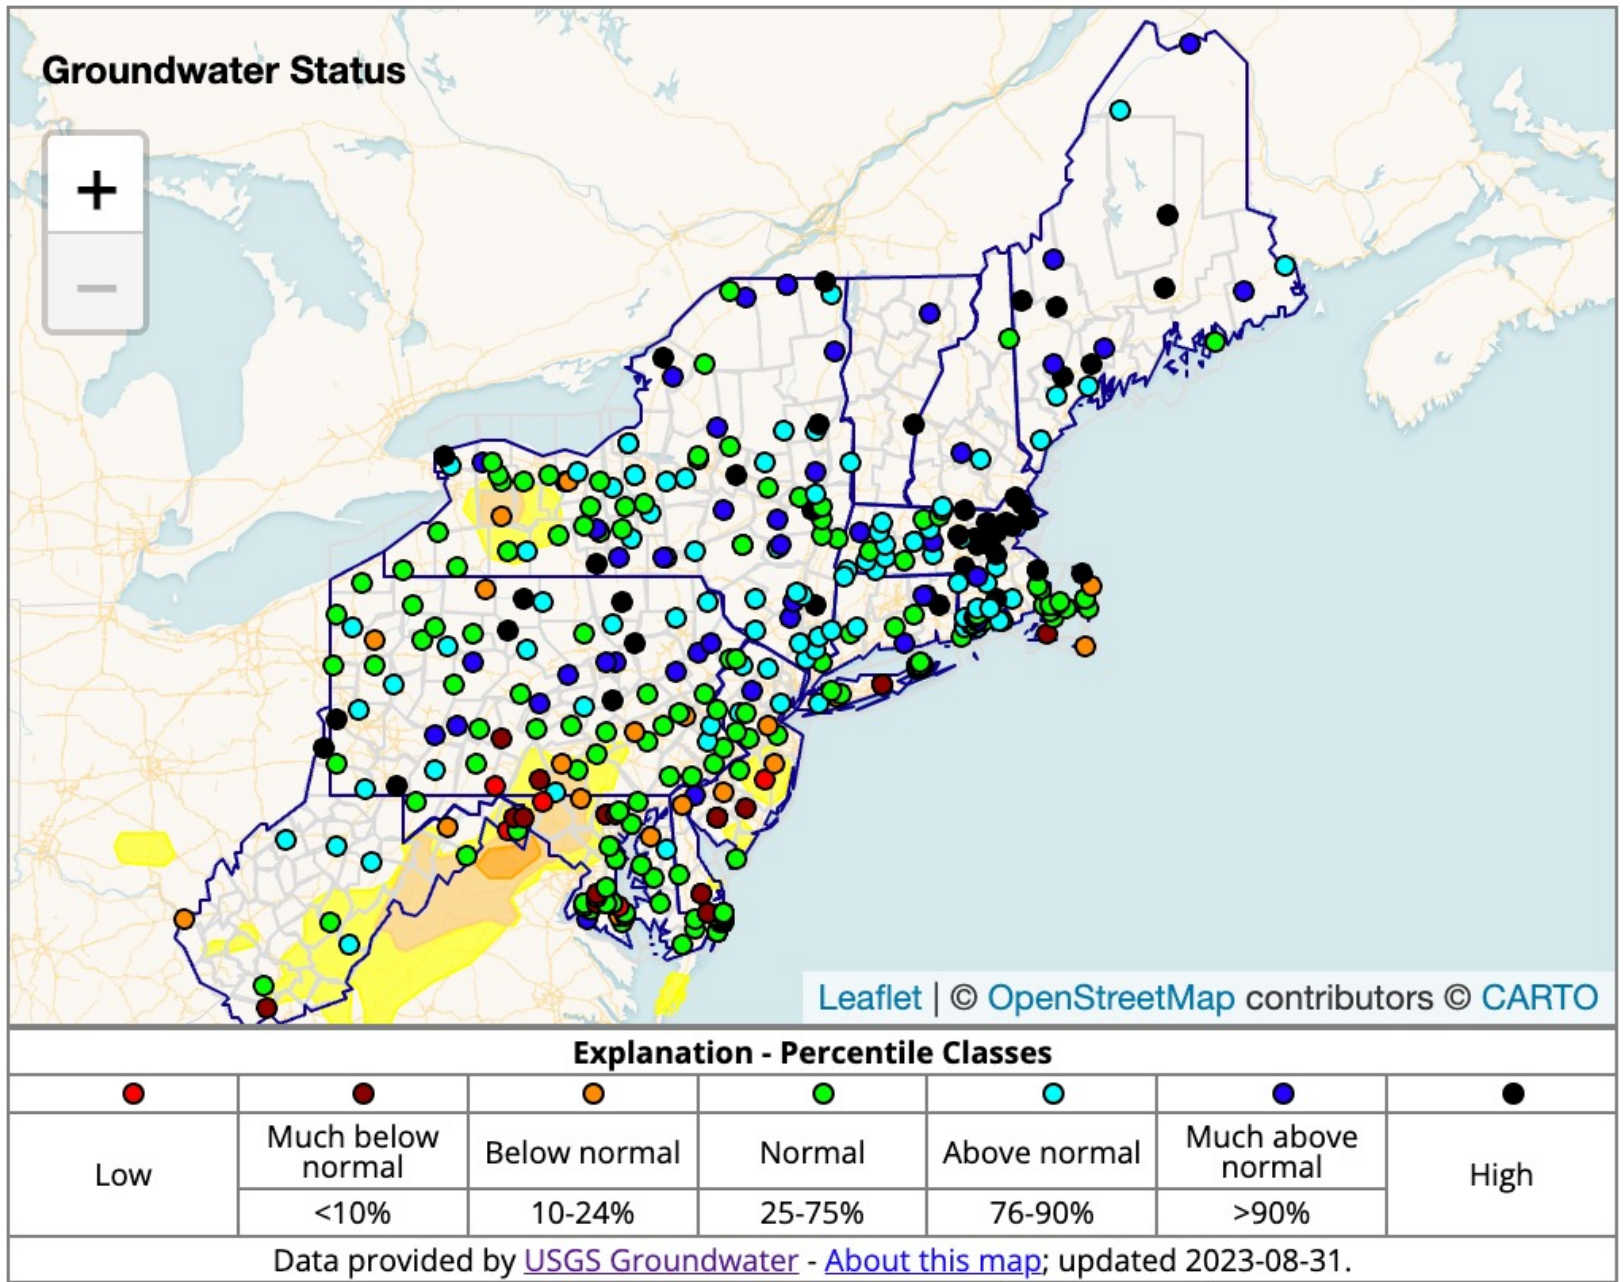 Groundwater Status
+
−
Leaflet | © OpenStreetMap contributors © CARTO
Explanation - Percentile Classes
Low
Much below normal
Below normal
Normal
Above normal
Much above normal
High
<10%
10-24%
25-75%
76-90%
>90%
Data provided by USGS Groundwater - About this map; updated 2023-08-31.